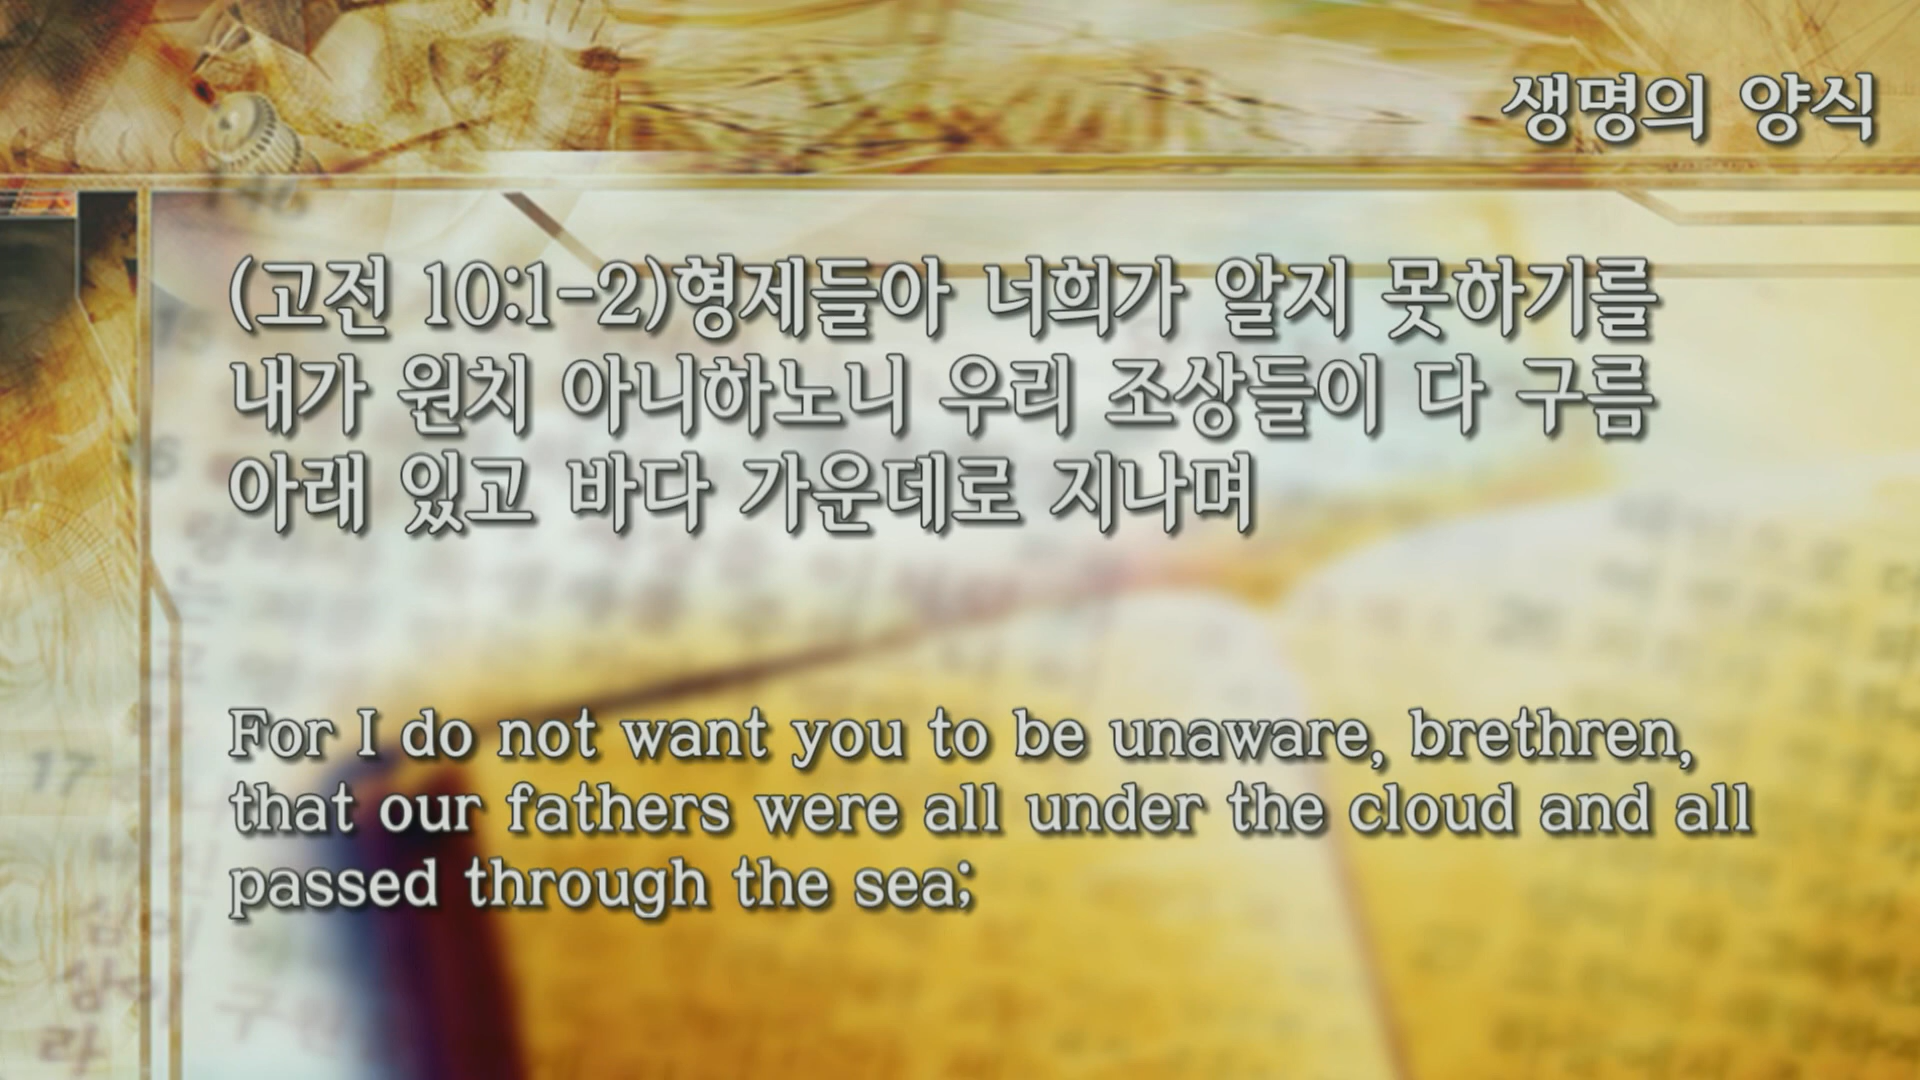 생명의 양식
(고전 10:1-2)형제들아 너희가 알지 못하기를
내가 원치 아니하노니 우리 조상들이 다 구름
아래 있고 바다 가운데로 지나며
For I do not want you to be unaware, brethren,
that our fathers were all under the cloud and all
passed through the sea;